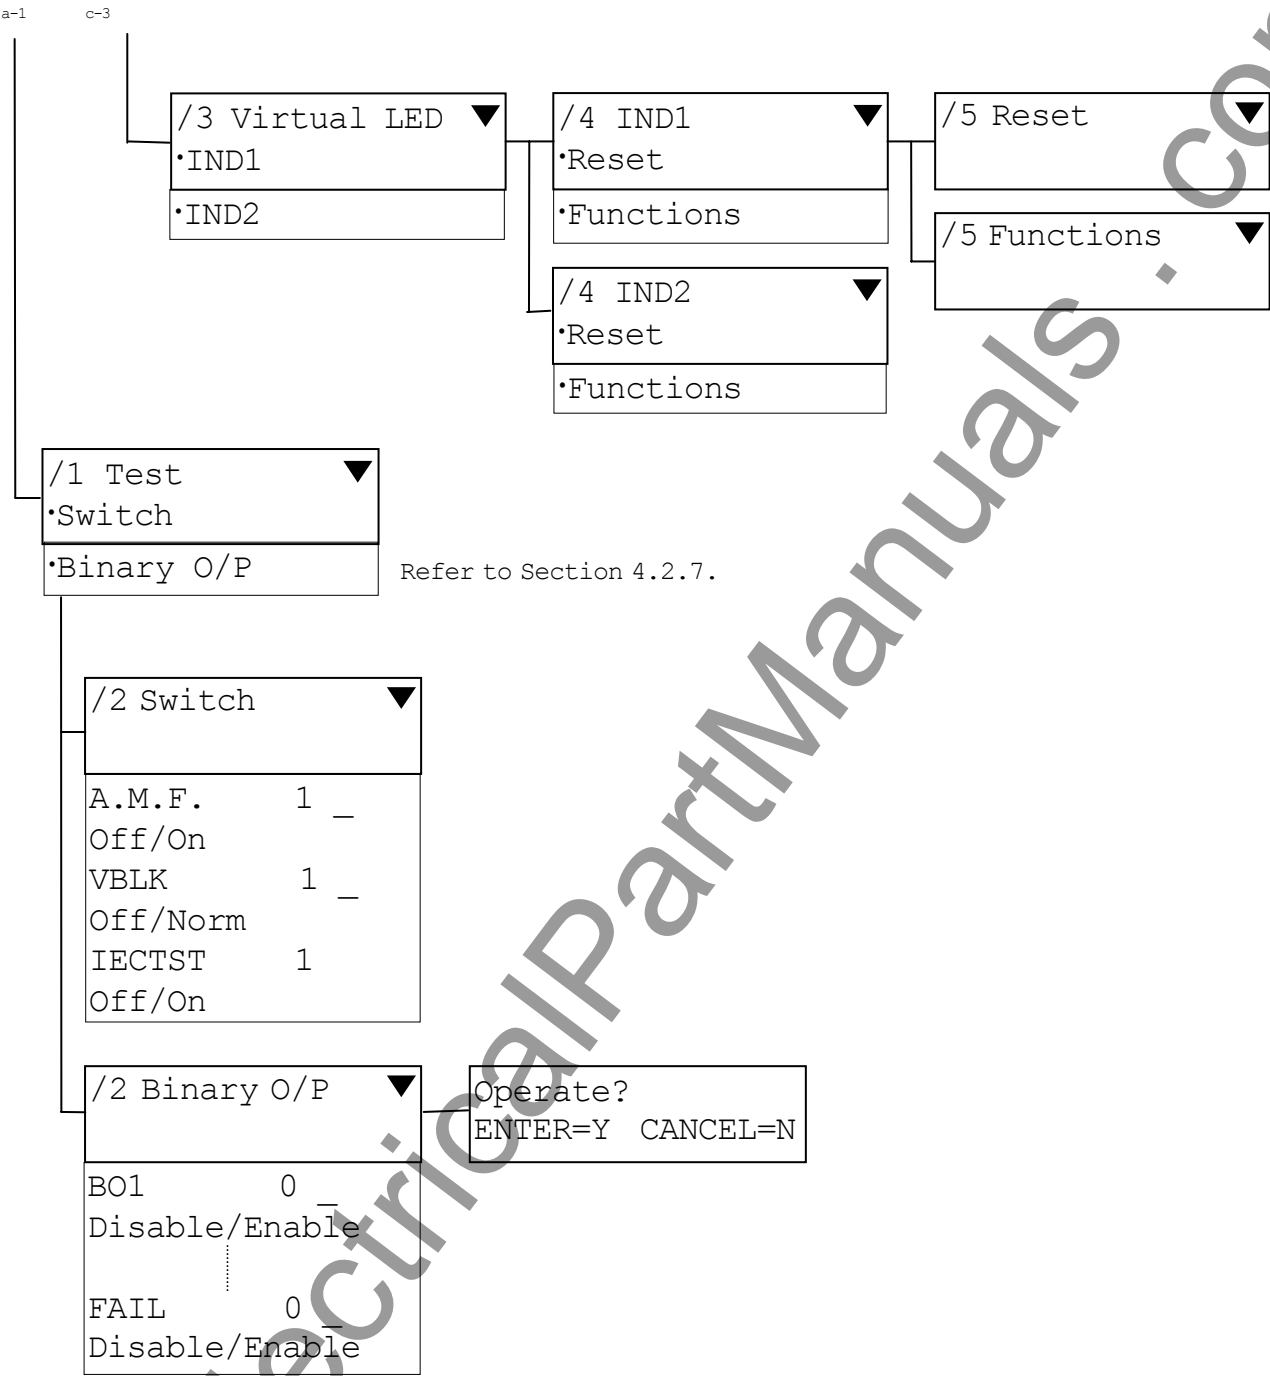 a-1 c-3
/3 Virtual LED ▼
•IND1
•IND2
/4 IND1 ▼
•Reset
•Functions
/4 IND2 ▼
•Reset
•Functions
/5 Reset ▼
/5 Functions ▼
/1 Test ▼
•Switch
•Binary O/P
Refer to Section 4.2.7.
/2 Switch ▼
A.M.F. 1 _
Off/On
VBLK 1 _
Off/Norm
IECTST 1
Off/On
/2 Binary O/P ▼
BO1 0 _
Disable/Enable
FAIL 0 _
Disable/Enable
Operate?
ENTER=Y CANCEL=N
ectricalPartManuals . co